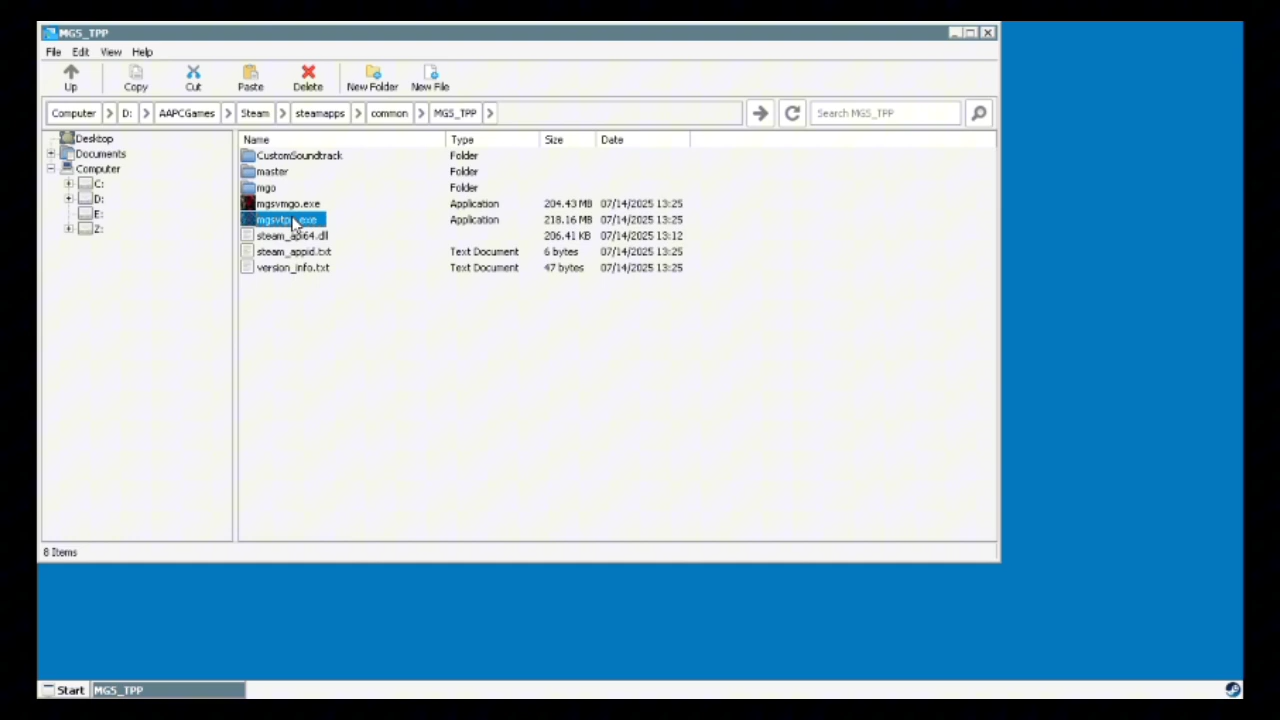 MGS_TPP
File Edit View Help
Up Copy Cut Paste Delete New Folder New File
Computer D: AAPCGames Steam steamapps common MGS_TPP Search MGS_TPP
Desktop
Documents
Computer
C:
D:
E:
Z:
Name Type Size Date
CustomSoundtrack Folder
master Folder
mgo Folder
mgsvmgo.exe Application 204.43 MB 07/14/2025 13:25
mgsvtpp.exe Application 218.16 MB 07/14/2025 13:25
steam_api64.dll 206.41 KB 07/14/2025 13:12
steam_appid.txt Text Document 6 bytes 07/14/2025 13:25
version_info.txt Text Document 47 bytes 07/14/2025 13:25
8 Items
Start MGS_TPP